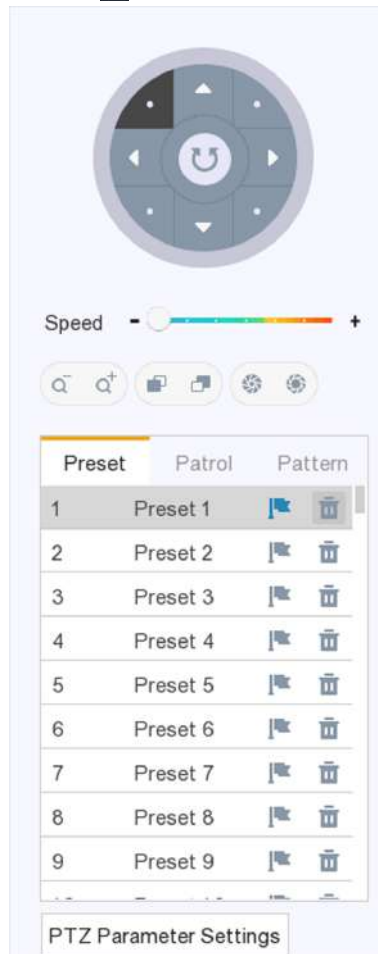 Speed - +
Preset Patrol Pattern
1 Preset 1
2 Preset 2
3 Preset 3
4 Preset 4
5 Preset 5
6 Preset 6
7 Preset 7
8 Preset 8
9 Preset 9
PTZ Parameter Settings